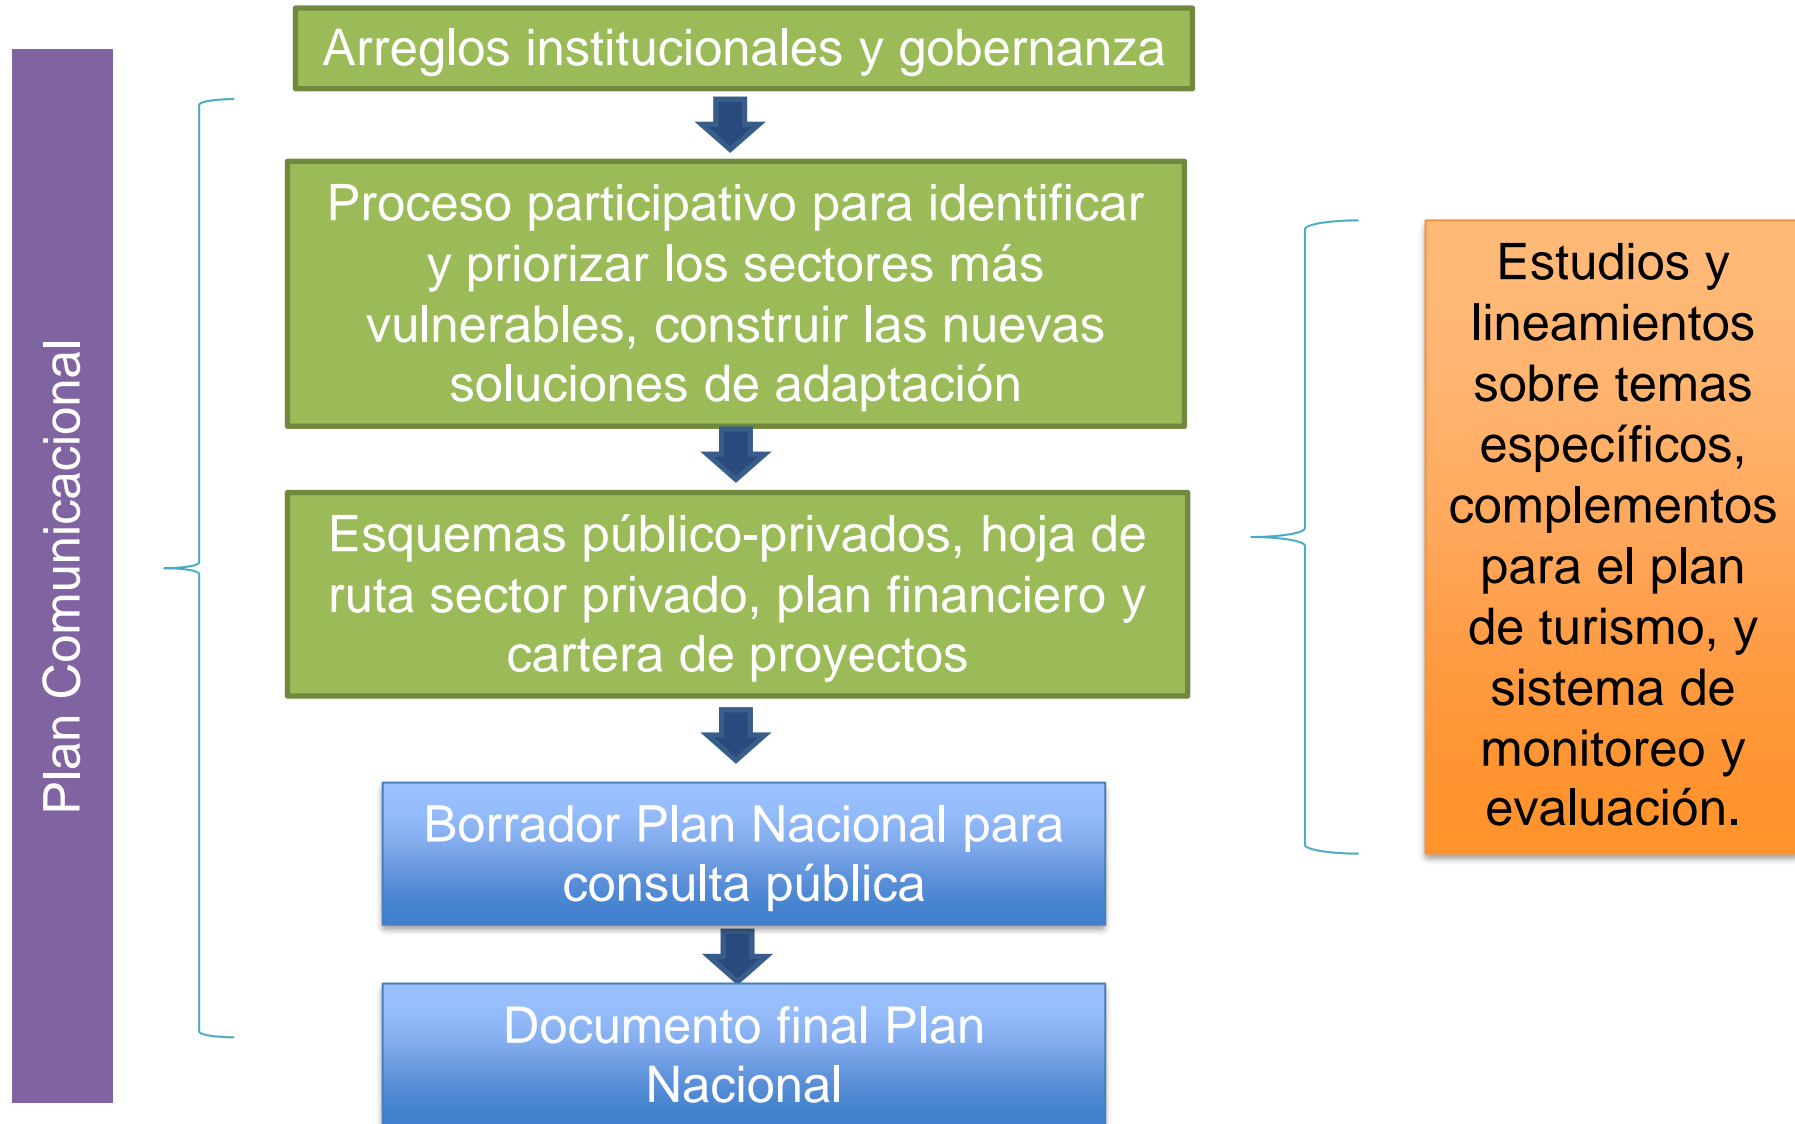 Plan Comunicacional
Arreglos institucionales y gobernanza
Proceso participativo para identificar
y priorizar los sectores más
vulnerables, construir las nuevas
soluciones de adaptación
Esquemas público-privados, hoja de
ruta sector privado, plan financiero y
cartera de proyectos
Borrador Plan Nacional para
consulta pública
Documento final Plan
Nacional
Estudios y
lineamientos
sobre temas
específicos,
complementos
para el plan
de turismo, y
sistema de
monitoreo y
evaluación.